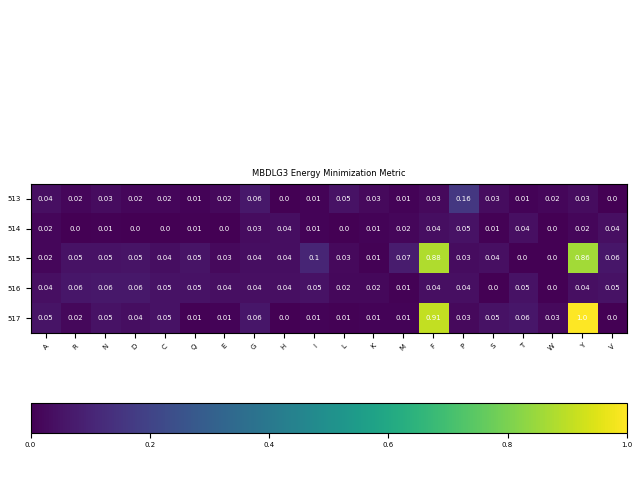 MBDLG3 Energy Minimization Metric
513 0.04 0.02 0.03 0.02 0.02 0.01 0.02 0.06 0.0 0.01 0.05 0.03 0.01 0.03 0.16 0.03 0.01 0.02 0.03 0.0
514 0.02 0.0 0.01 0.0 0.0 0.01 0.0 0.03 0.04 0.01 0.0 0.01 0.02 0.04 0.05 0.01 0.04 0.0 0.02 0.04
515 0.02 0.05 0.05 0.05 0.04 0.05 0.03 0.04 0.04 0.1 0.03 0.01 0.07 0.88 0.03 0.04 0.0 0.0 0.86 0.06
516 0.04 0.06 0.06 0.06 0.05 0.05 0.04 0.04 0.04 0.05 0.02 0.02 0.01 0.04 0.04 0.0 0.05 0.0 0.04 0.05
517 0.05 0.02 0.05 0.04 0.05 0.01 0.01 0.06 0.0 0.01 0.01 0.01 0.01 0.91 0.03 0.05 0.06 0.03 1.0 0.0
A R N D C Q E G H I L K M F P S T W Y V
0.0 0.2 0.4 0.6 0.8 1.0